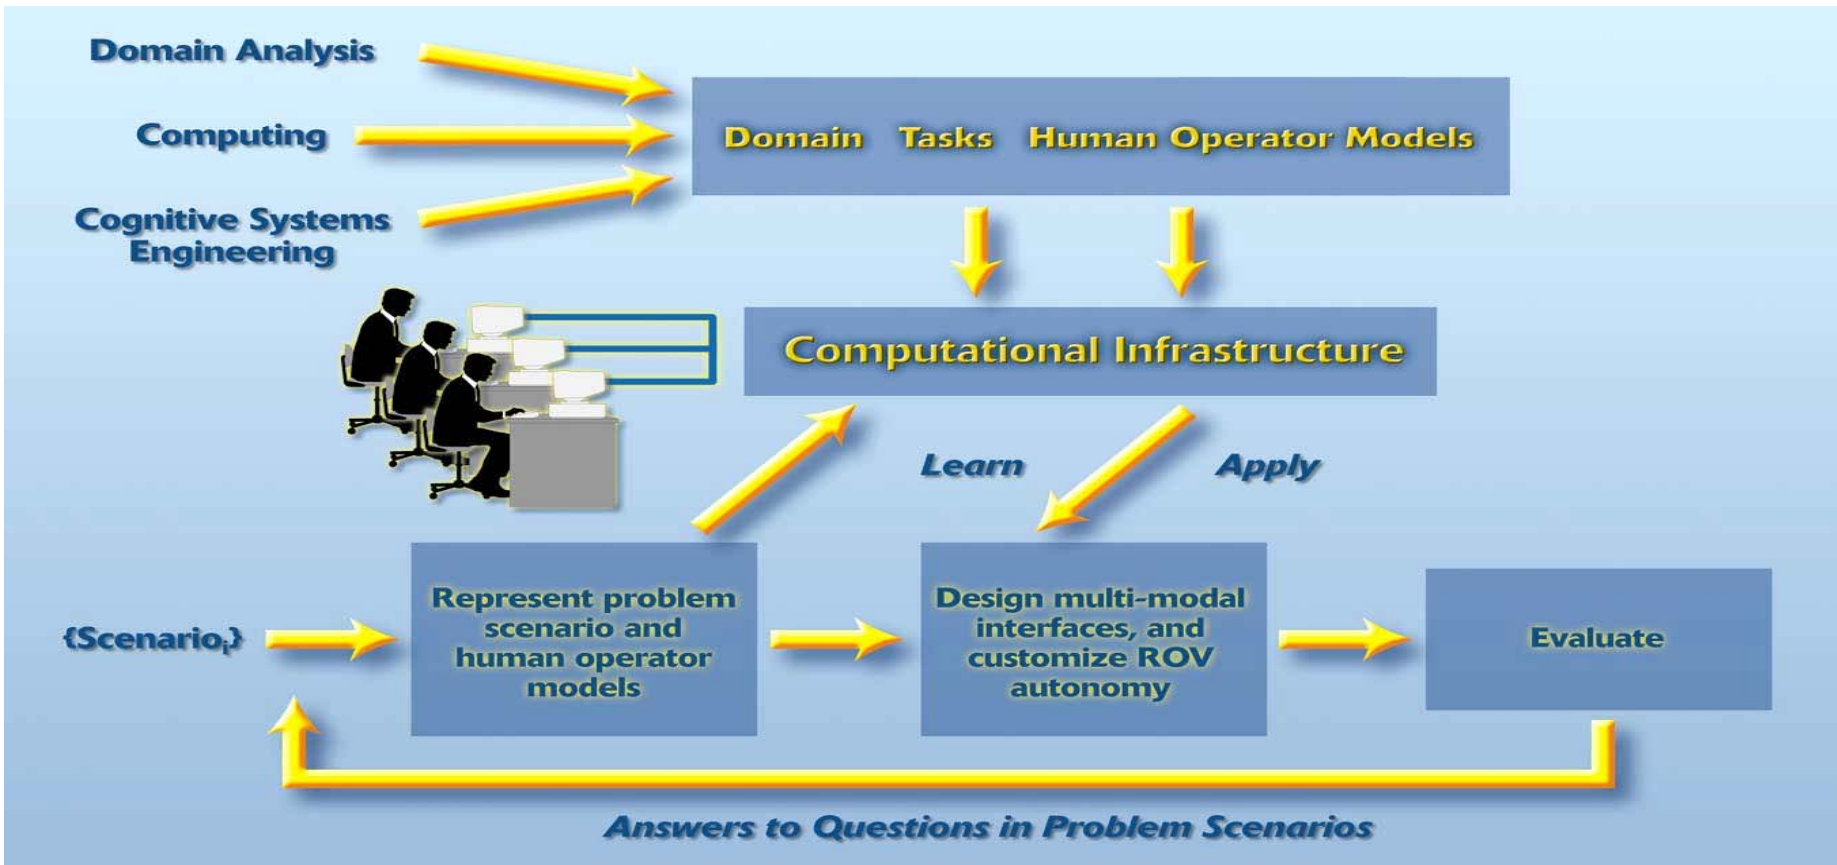 Domain Analysis
Computing
Cognitive Systems
Engineering
Domain Tasks Human Operator Models
Computational Infrastructure
Learn
Apply
{Scenarioᵢ}
Represent problem
scenario and
human operator
models
Design multi-modal
interfaces, and
customize ROV
autonomy
Evaluate
Answers to Questions in Problem Scenarios